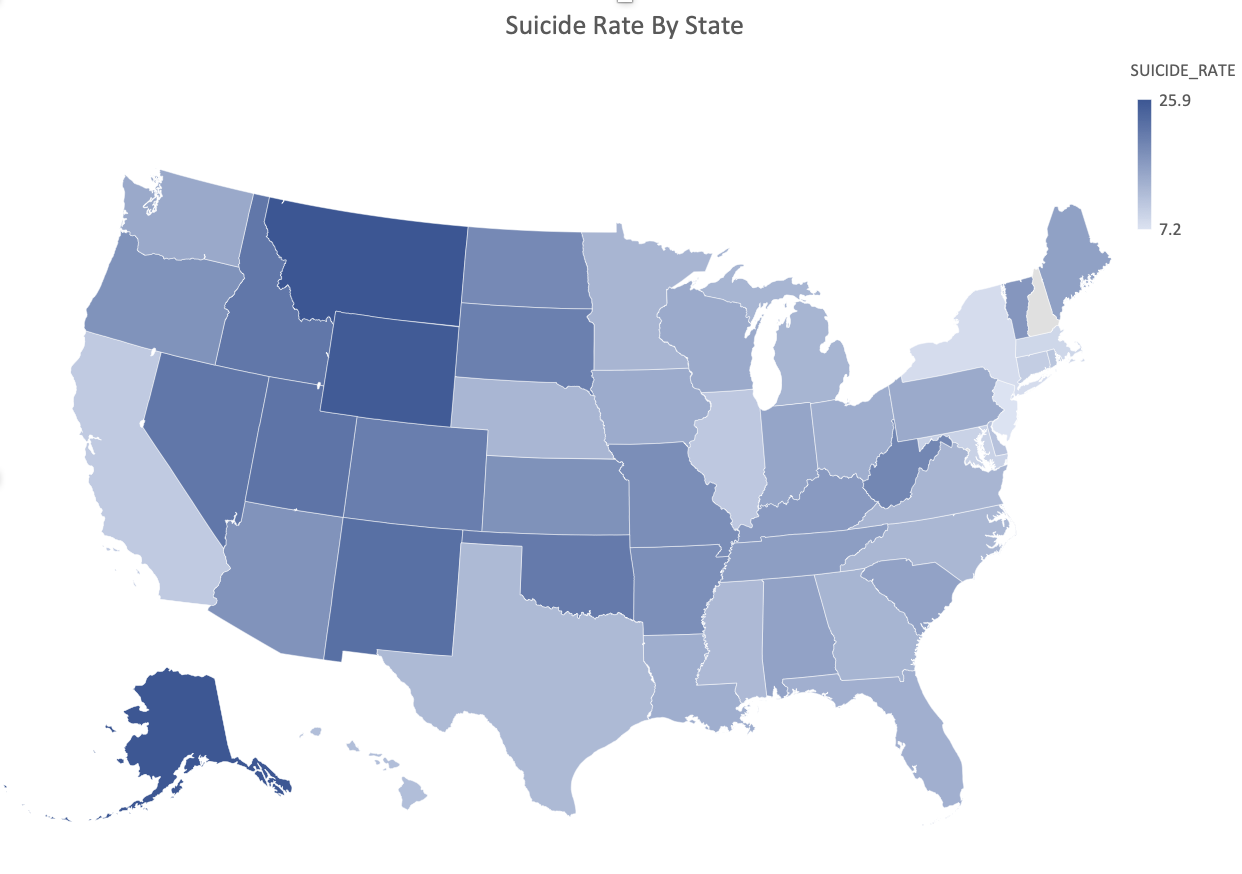 Suicide Rate By State
SUICIDE_RATE
25.9
7.2